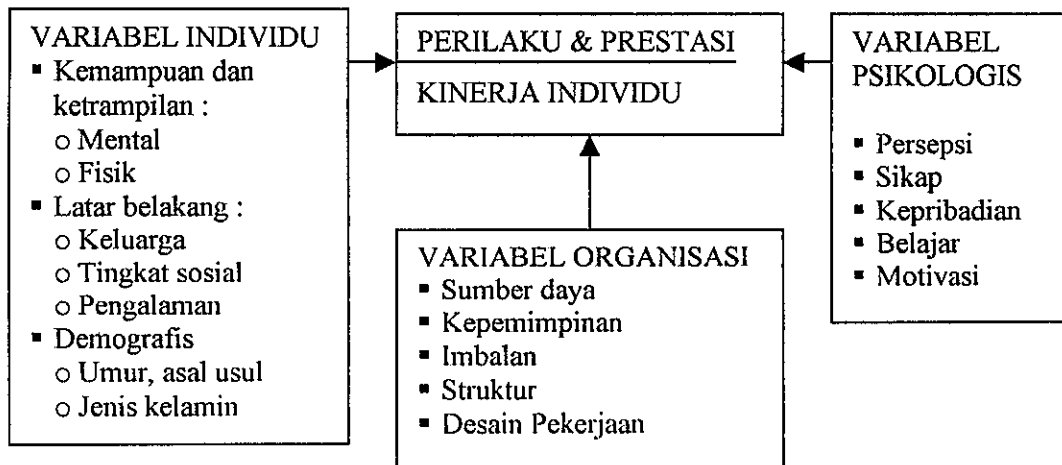 VARIABEL INDIVIDU
▪ Kemampuan dan
ketrampilan :
o Mental
o Fisik
▪ Latar belakang :
o Keluarga
o Tingkat sosial
o Pengalaman
▪ Demografis
o Umur, asal usul
o Jenis kelamin
PERILAKU & PRESTASI
KINERJA INDIVIDU
VARIABEL ORGANISASI
▪ Sumber daya
▪ Kepemimpinan
▪ Imbalan
▪ Struktur
▪ Desain Pekerjaan
VARIABEL
PSIKOLOGIS
▪ Persepsi
▪ Sikap
▪ Kepribadian
▪ Belajar
▪ Motivasi